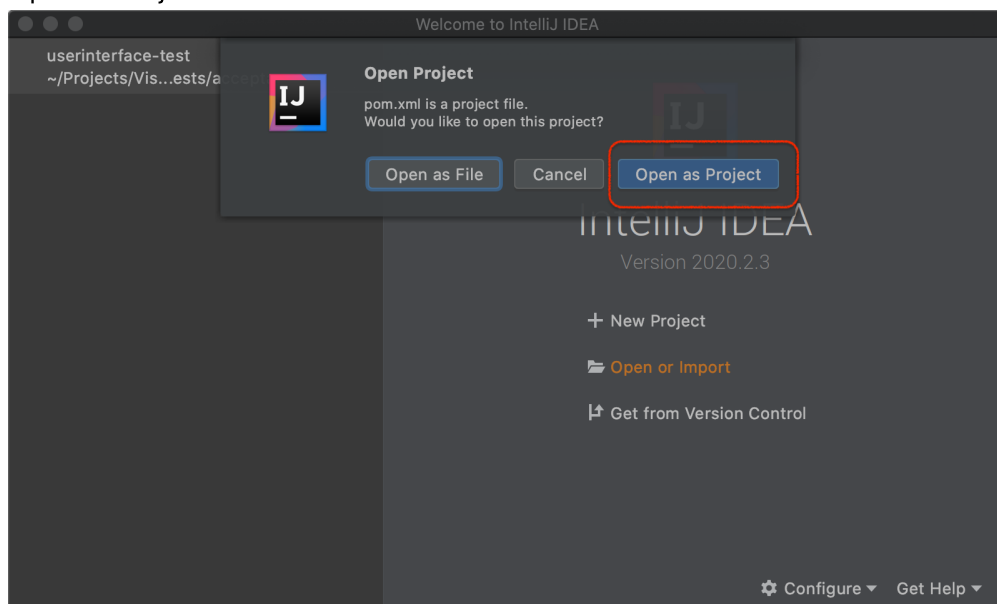 Welcome to IntelliJ IDEA
userinterface-test
~/Projects/Vis...ests/accept
IJ
Open Project
pom.xml is a project file.
Would you like to open this project?
Open as File
Cancel
Open as Project
IJ
IntelliJ IDEA
Version 2020.2.3
New Project
Open or Import
Get from Version Control
Configure
Get Help